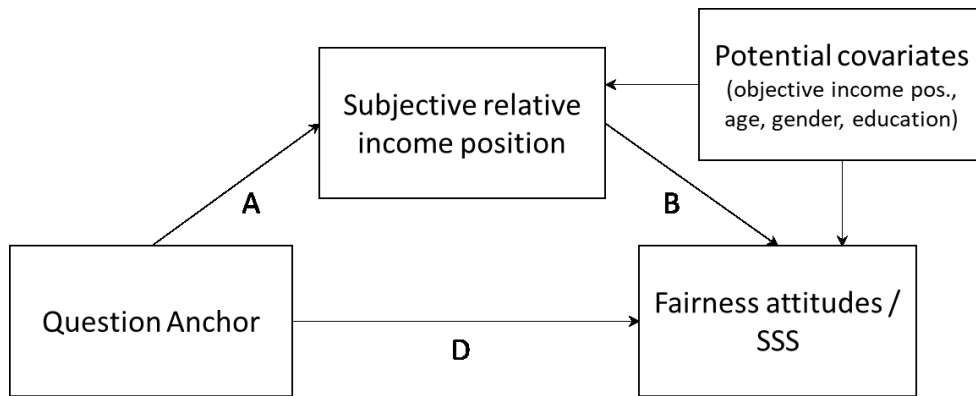 Potential covariates
(objective income pos.,
age, gender, education)
Subjective relative
income position
A
B
Question Anchor
D
Fairness attitudes /
SSS